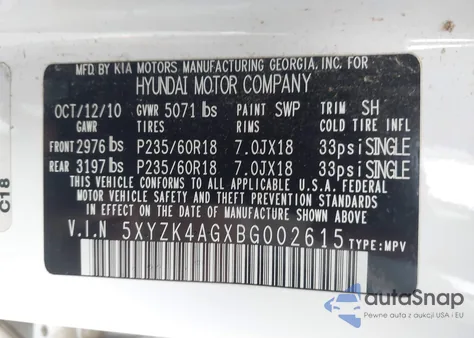 MFD.BY KIA MOTORS MANUFACTURING GEORGIA.INC.FOR
HYUNDAI MOTOR COMPANY
OCT/12/10 GVWR 5071 lbs PAINT SWP TRIM SH
GAWR TIRES RIMS COLD TIRE INFL
FRONT 2976 lbs P235/60R18 7.0JX18 33psi SINGLE
REAR 3197 lbs P235/60R18 7.0JX18 33psi SINGLE
THIS VEHICLE CONFORMS TO ALL APPLICABLE U.S.A. FEDERAL
MOTOR VEHICLE SAFETY AND THEFT PREVENTION STANDARDS
IN EFFECT ON THE DATE OF MANUFACTURE SHOWN ABOVE.
V.I.N 5XYZK4AGXBG002615 TYPE:MPV
C18
autoSnap
Pewne auta z aukcji USA i EU